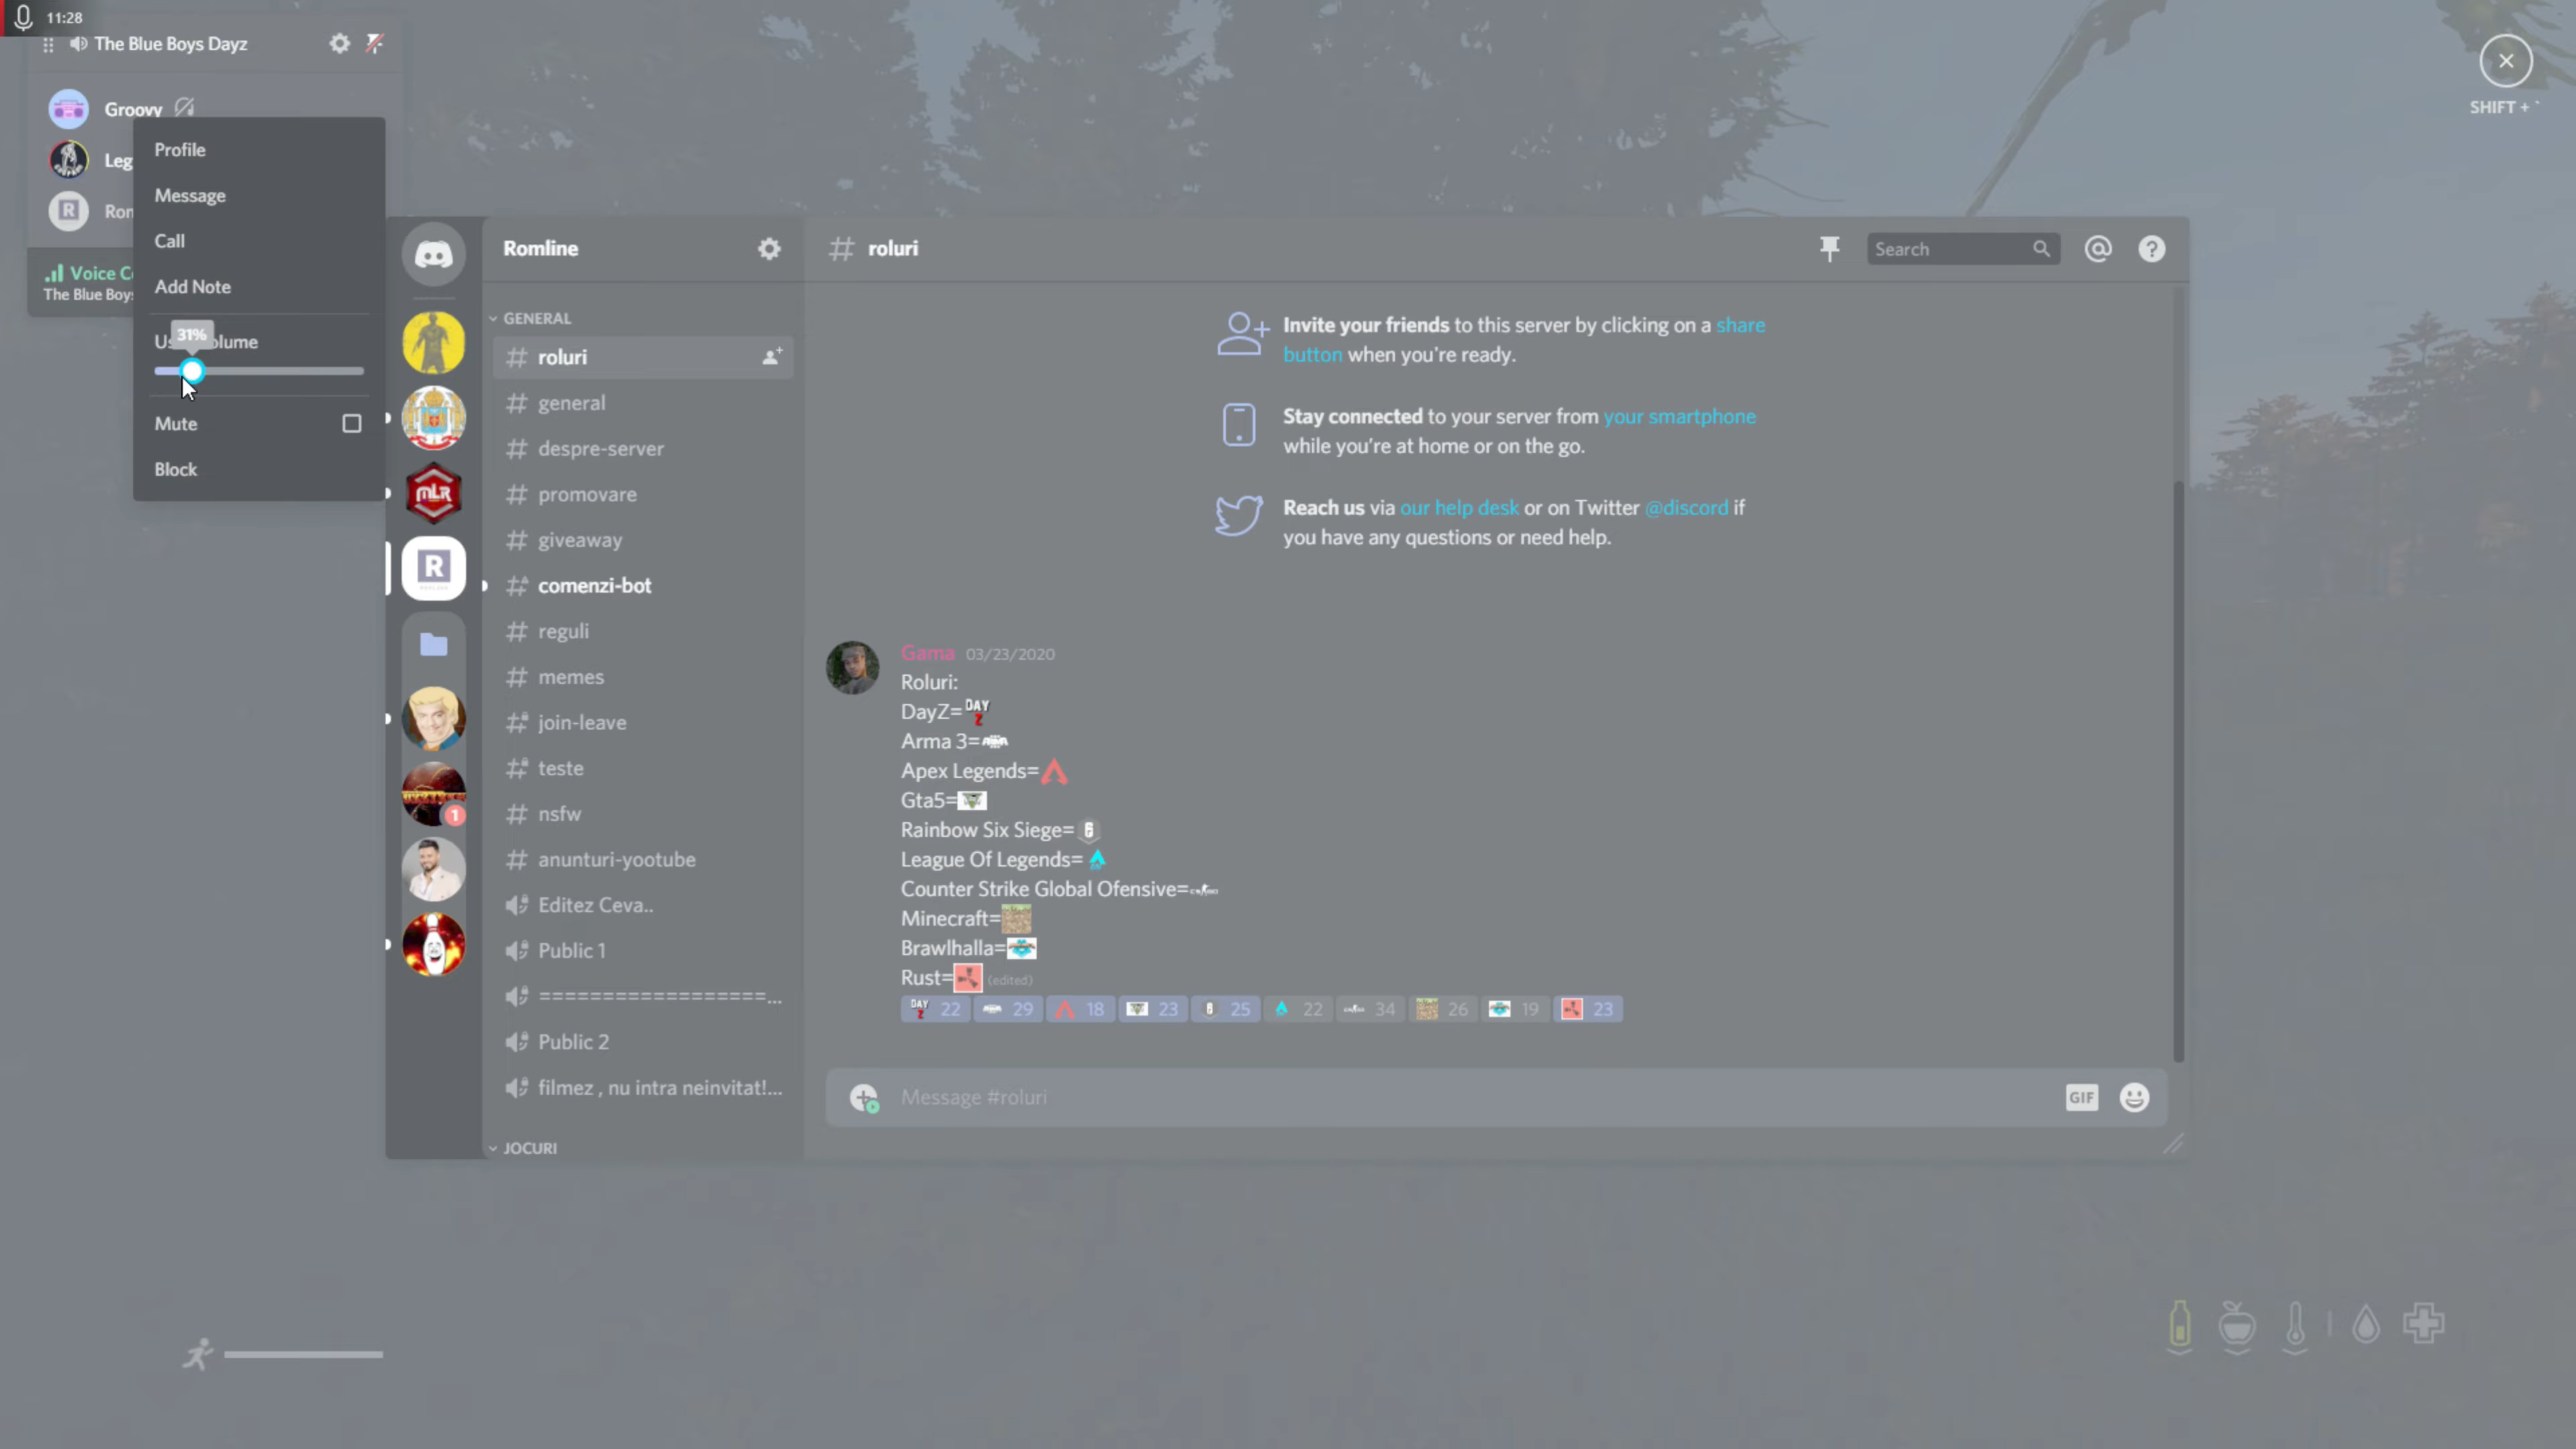 11:28
The Blue Boys Dayz
Groovy
Leg
Ron
Voice Co
The Blue Boys
Profile
Message
Call
Add Note
31%
Mute
Block
SHIFT + `
Romline
GENERAL
roluri
general
despre-server
promovare
giveaway
comenzi-bot
reguli
memes
join-leave
teste
nsfw
anunturi-yootube
Editez Ceva..
Public 1
==================...
Public 2
filmez , nu intra neinvitat!...
JOCURI
# roluri
Search
Invite your friends to this server by clicking on a share
button when you're ready.
Stay connected to your server from your smartphone
while you're at home or on the go.
Reach us via our help desk or on Twitter @discord if
you have any questions or need help.
Gama 03/23/2020
Roluri:
DayZ= DAY Z
Arma 3=
Apex Legends=
Gta5=
Rainbow Six Siege= 6
League Of Legends=
Counter Strike Global Ofensive=
Minecraft=
Brawlhalla=
Rust= (edited)
DAY Z 22 29 18 23 25 22 34 26 19 23
Message #roluri
GIF
R
MLR
1